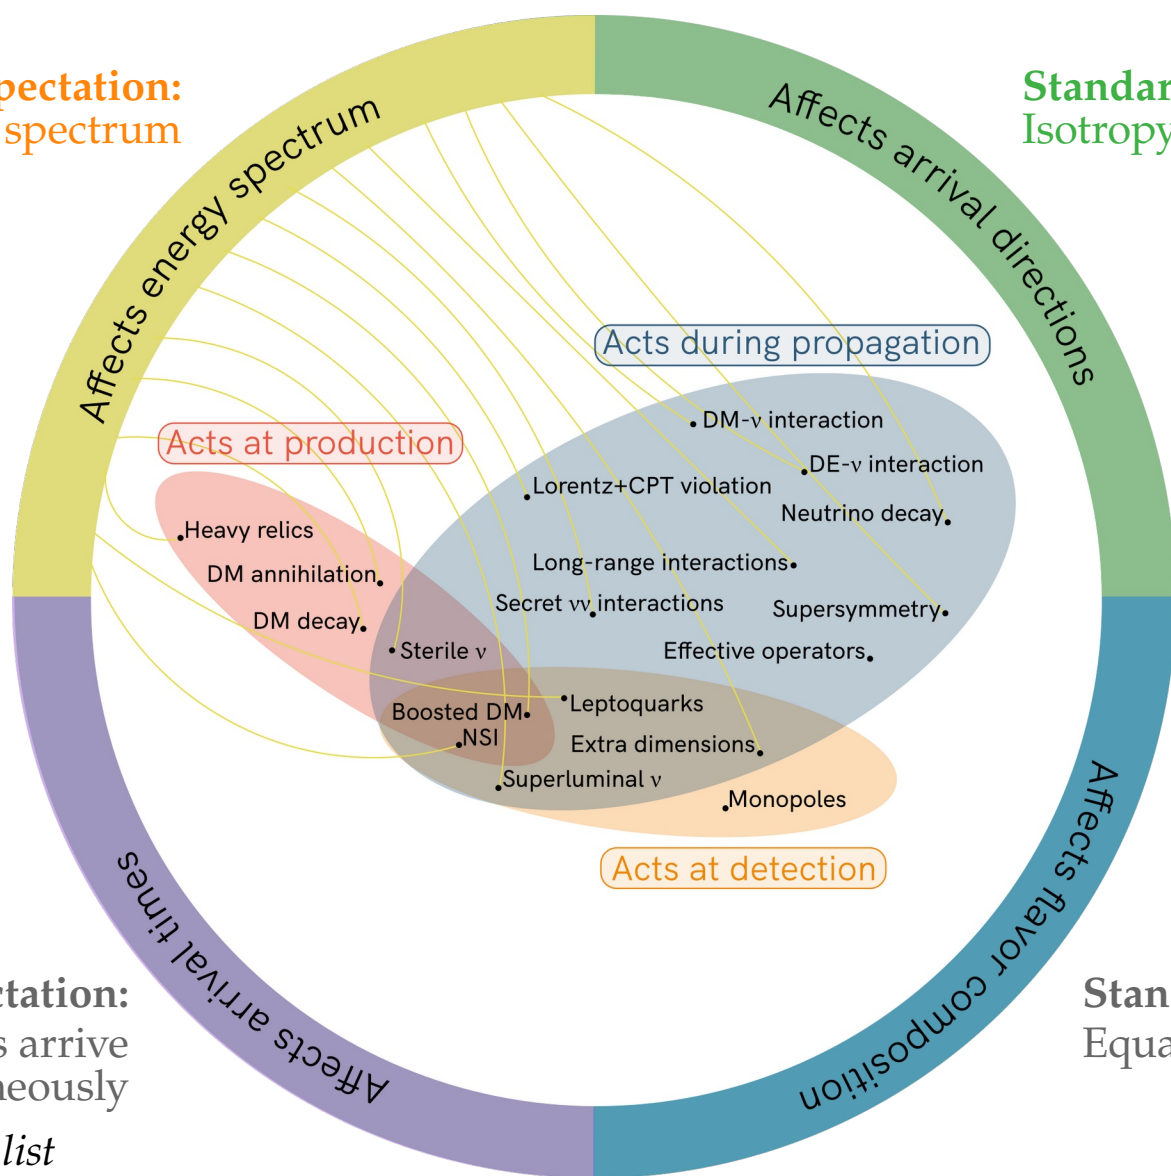 pectation:
spectrum
Standar
Isotropy
Affects energy spectrum
Affects arrival directions
Acts during propagation
DM-ν interaction
Acts at production
DE-ν interaction
Lorentz+CPT violation
Neutrino decay
Heavy relics
Long-range interactions
DM annihilation
Secret νν interactions
Supersymmetry
DM decay
Sterile ν
Effective operators
Leptoquarks
Boosted DM
NSI
Extra dimensions
Superluminal ν
Monopoles
Acts at detection
Affects arrival times
Affects flavor composition
ctation:
s arrive
neously
list
Stan
Equa